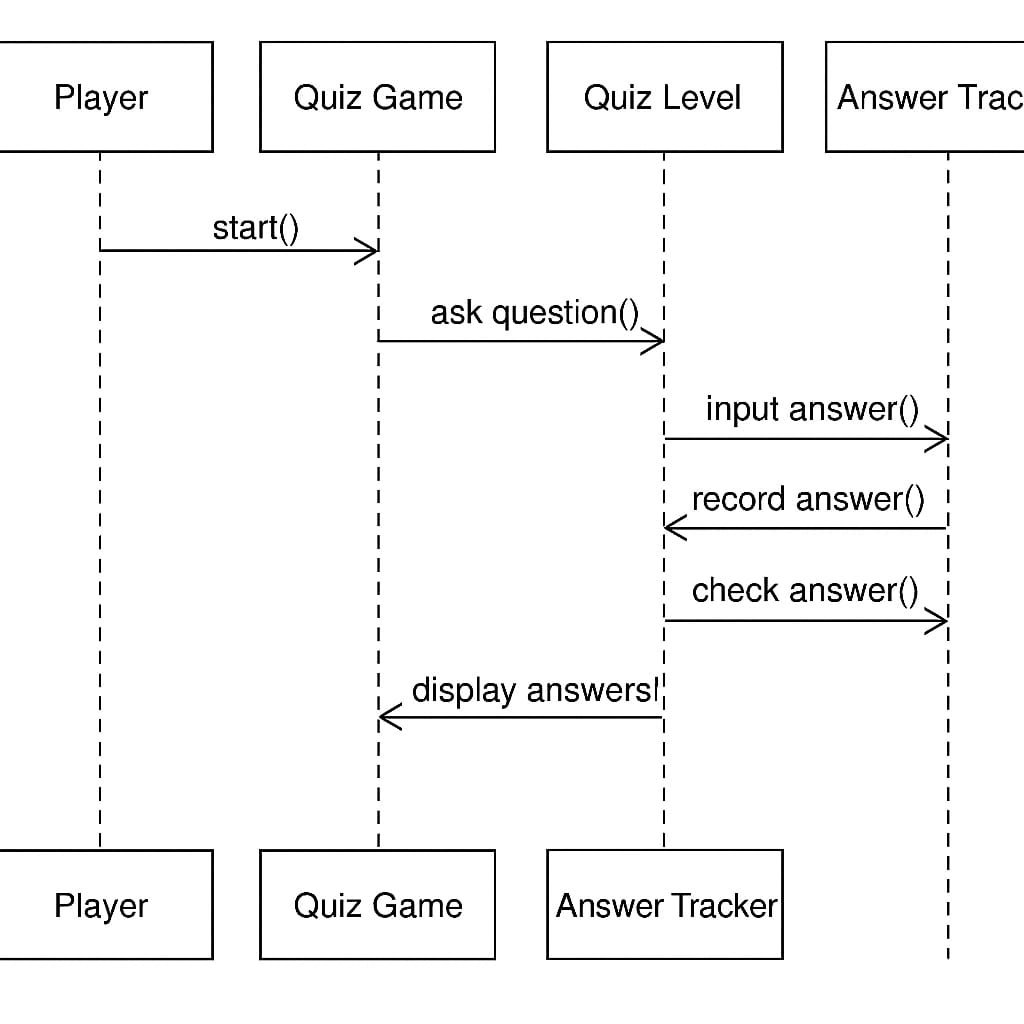 Player
Quiz Game
Quiz Level
Answer Trac
start()
ask question()
input answer()
record answer()
check answer()
display answers!
Player
Quiz Game
Answer Tracker